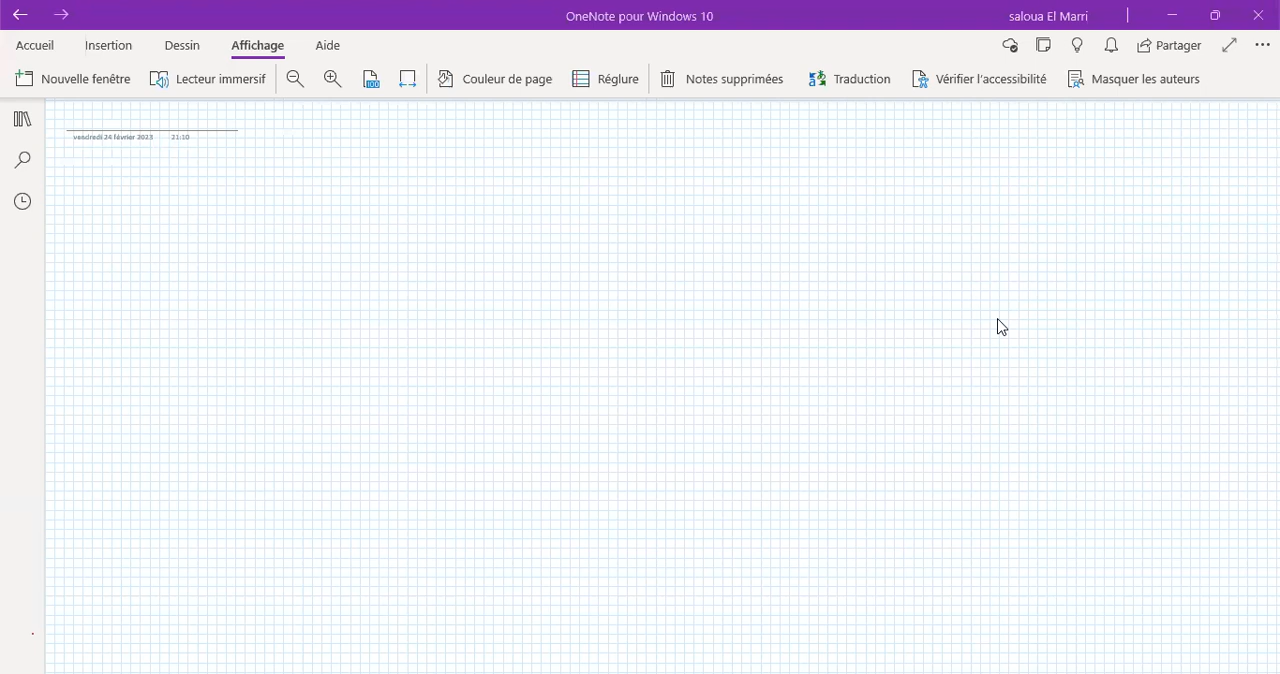 OneNote pour Windows 10
saloua El Marri
Accueil Insertion Dessin Affichage Aide
Partager
Nouvelle fenêtre Lecteur immersif 100 Couleur de page Réglure Notes supprimées Traduction Vérifier l'accessibilité Masquer les auteurs
vendredi 24 février 2023 21:10